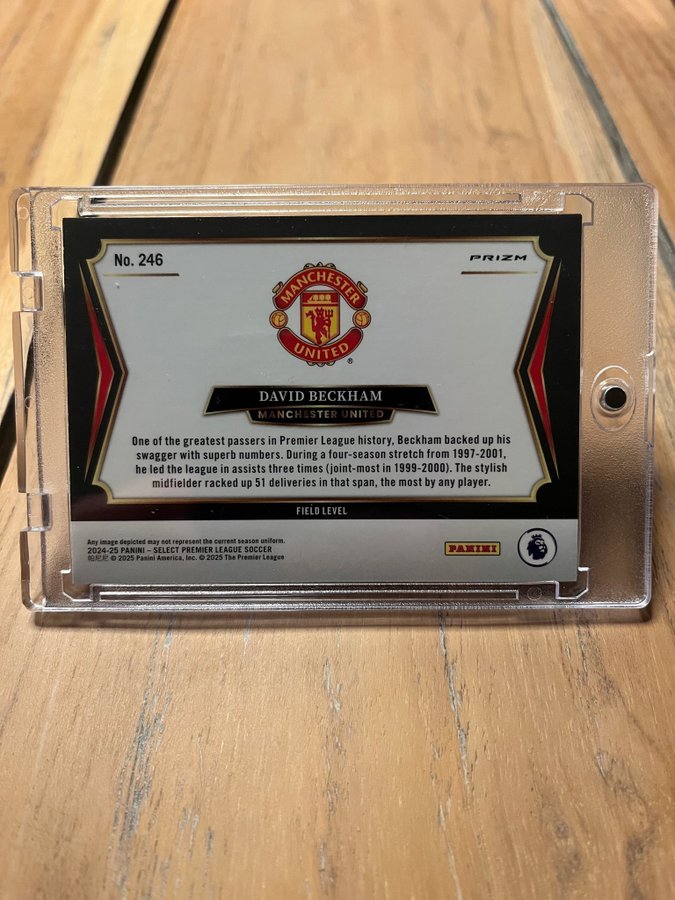 No. 246
PRIZM
MANCHESTER
UNITED
®
DAVID BECKHAM
MANCHESTER UNITED
One of the greatest passers in Premier League history, Beckham backed up his
swagger with superb numbers. During a four-season stretch from 1997-2001,
he led the league in assists three times (joint-most in 1999-2000). The stylish
midfielder racked up 51 deliveries in that span, the most by any player.
FIELD LEVEL
Any image depicted may not represent the current season uniform.
2024-25 PANINI – SELECT PREMIER LEAGUE SOCCER
帕尼尼 © 2025 Panini America, Inc. © 2025 The Premier League
PANINI